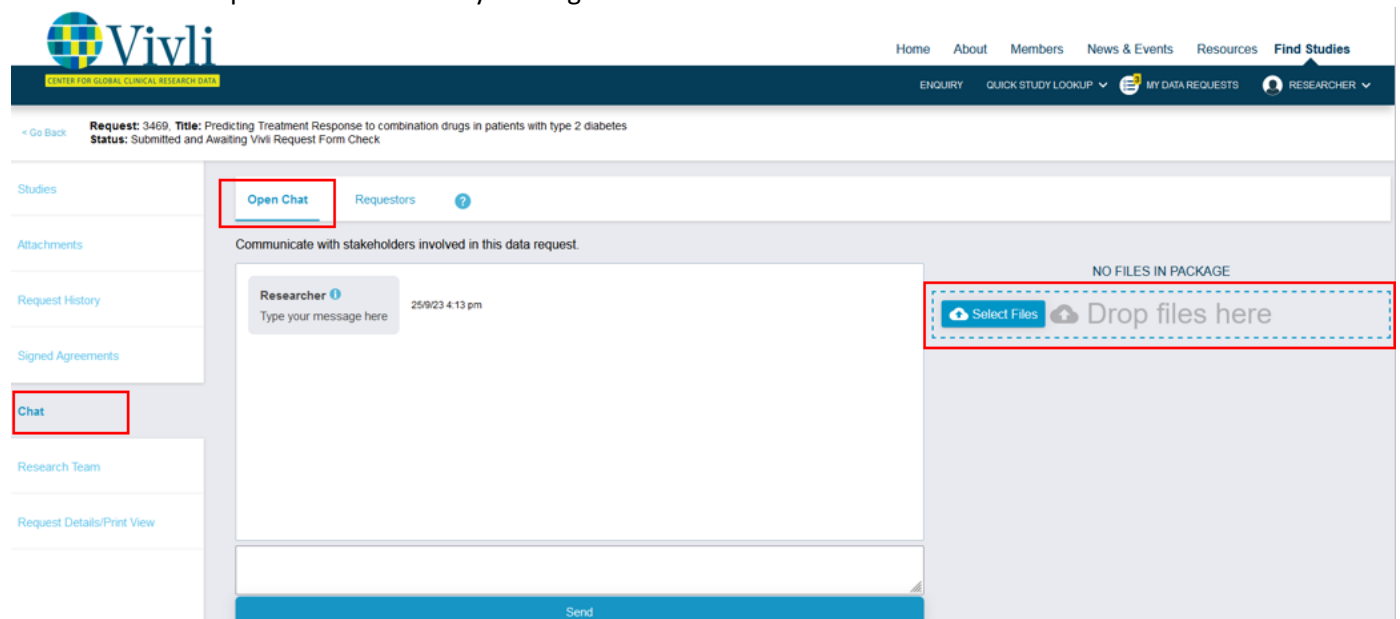 Vivli
CENTER FOR GLOBAL CLINICAL RESEARCH DATA
Home About Members News & Events Resources Find Studies
ENQUIRY QUICK STUDY LOOKUP 3 MY DATA REQUESTS RESEARCHER
< Go Back
Request: 3469, Title: Predicting Treatment Response to combination drugs in patients with type 2 diabetes
Status: Submitted and Awaiting Vivli Request Form Check
Studies
Attachments
Request History
Signed Agreements
Chat
Research Team
Request Details/Print View
Open Chat Requestors ?
Communicate with stakeholders involved in this data request.
Researcher
Type your message here
25/9/23 4:13 pm
Send
NO FILES IN PACKAGE
Select Files Drop files here